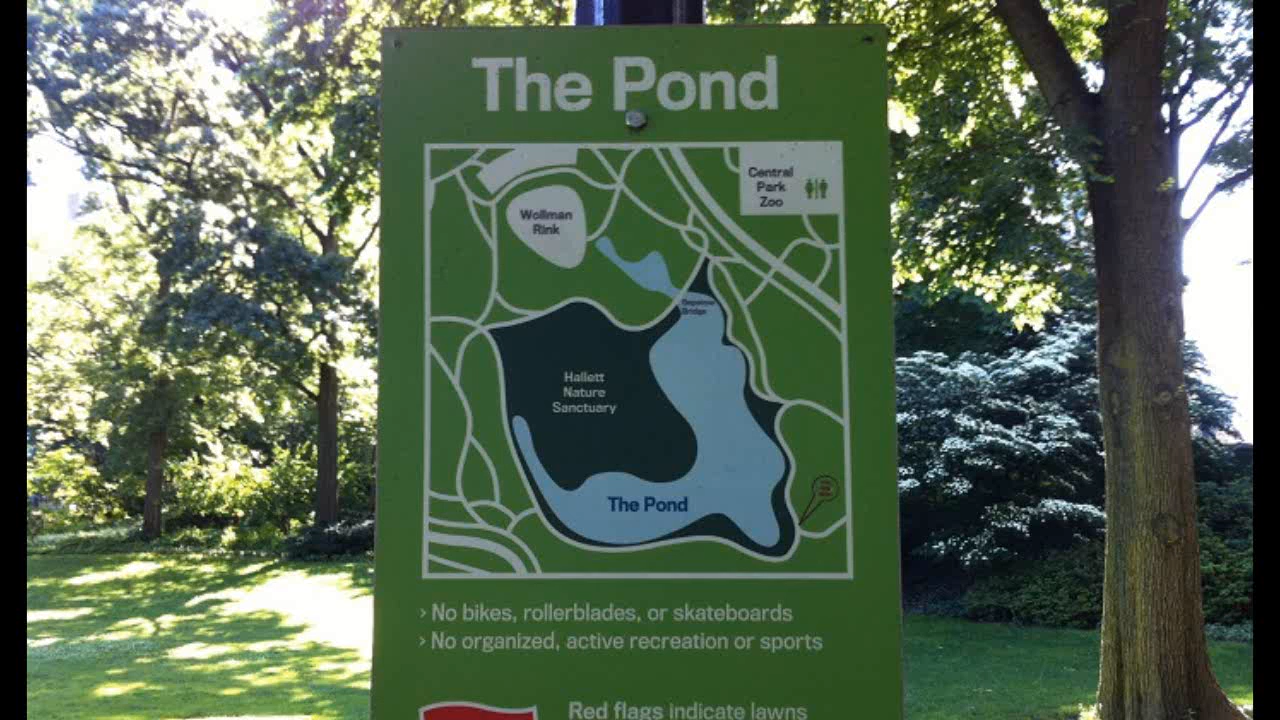 The Pond
Central
Park
Zoo
Wollman
Rink
Bridge
Hallett
Nature
Sanctuary
The Pond
› No bikes, rollerblades, or skateboards
› No organized, active recreation or sports
Red flags indicate lawns